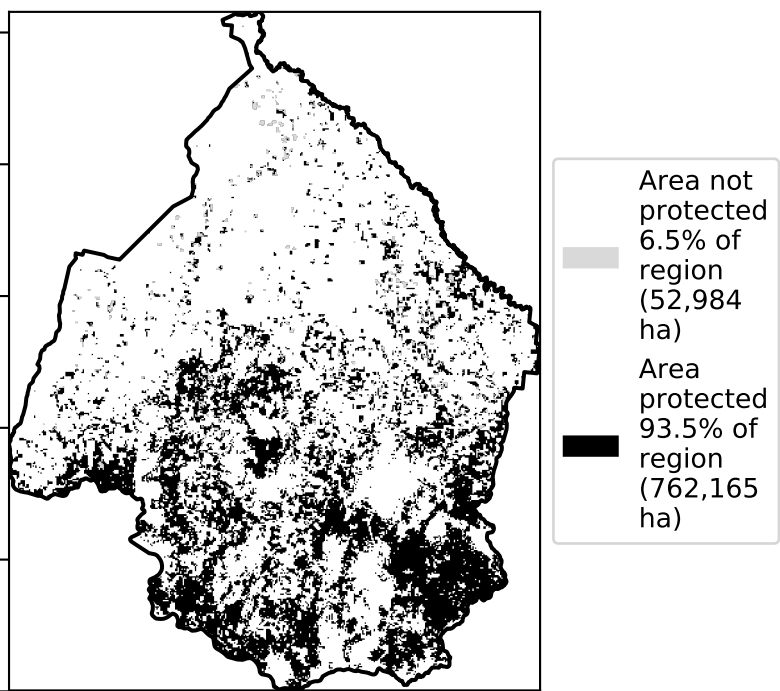 Area not
protected
6.5% of
region
(52,984
ha)
Area
protected
93.5% of
region
(762,165
ha)